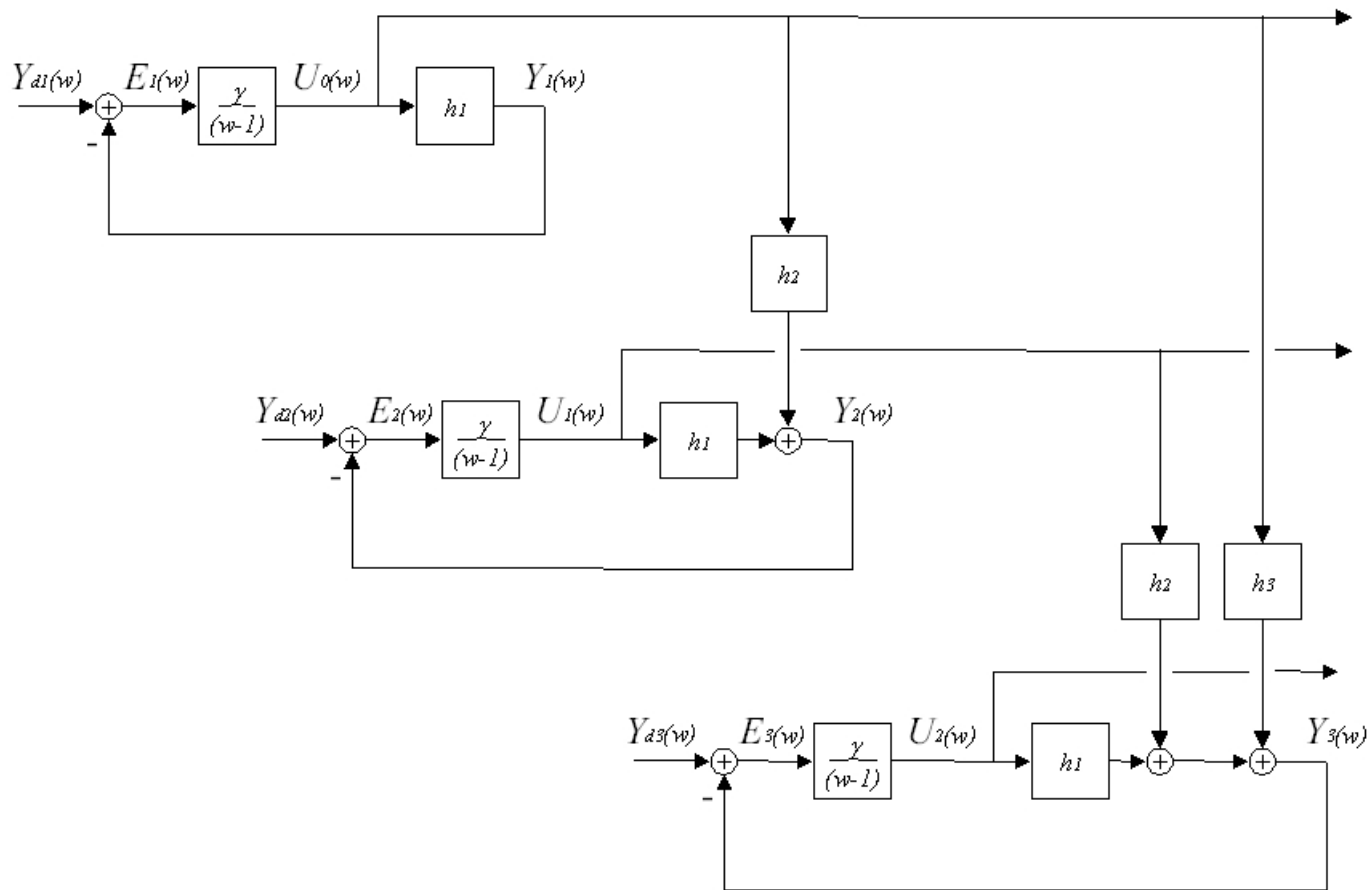 Yd1(w) E1(w) γ/(w-1) U0(w) h1 Y1(w)
-
h2
Yd2(w) E2(w) γ/(w-1) U1(w) h1 Y2(w)
-
h2 h3
Yd3(w) E3(w) γ/(w-1) U2(w) h1 Y3(w)
-